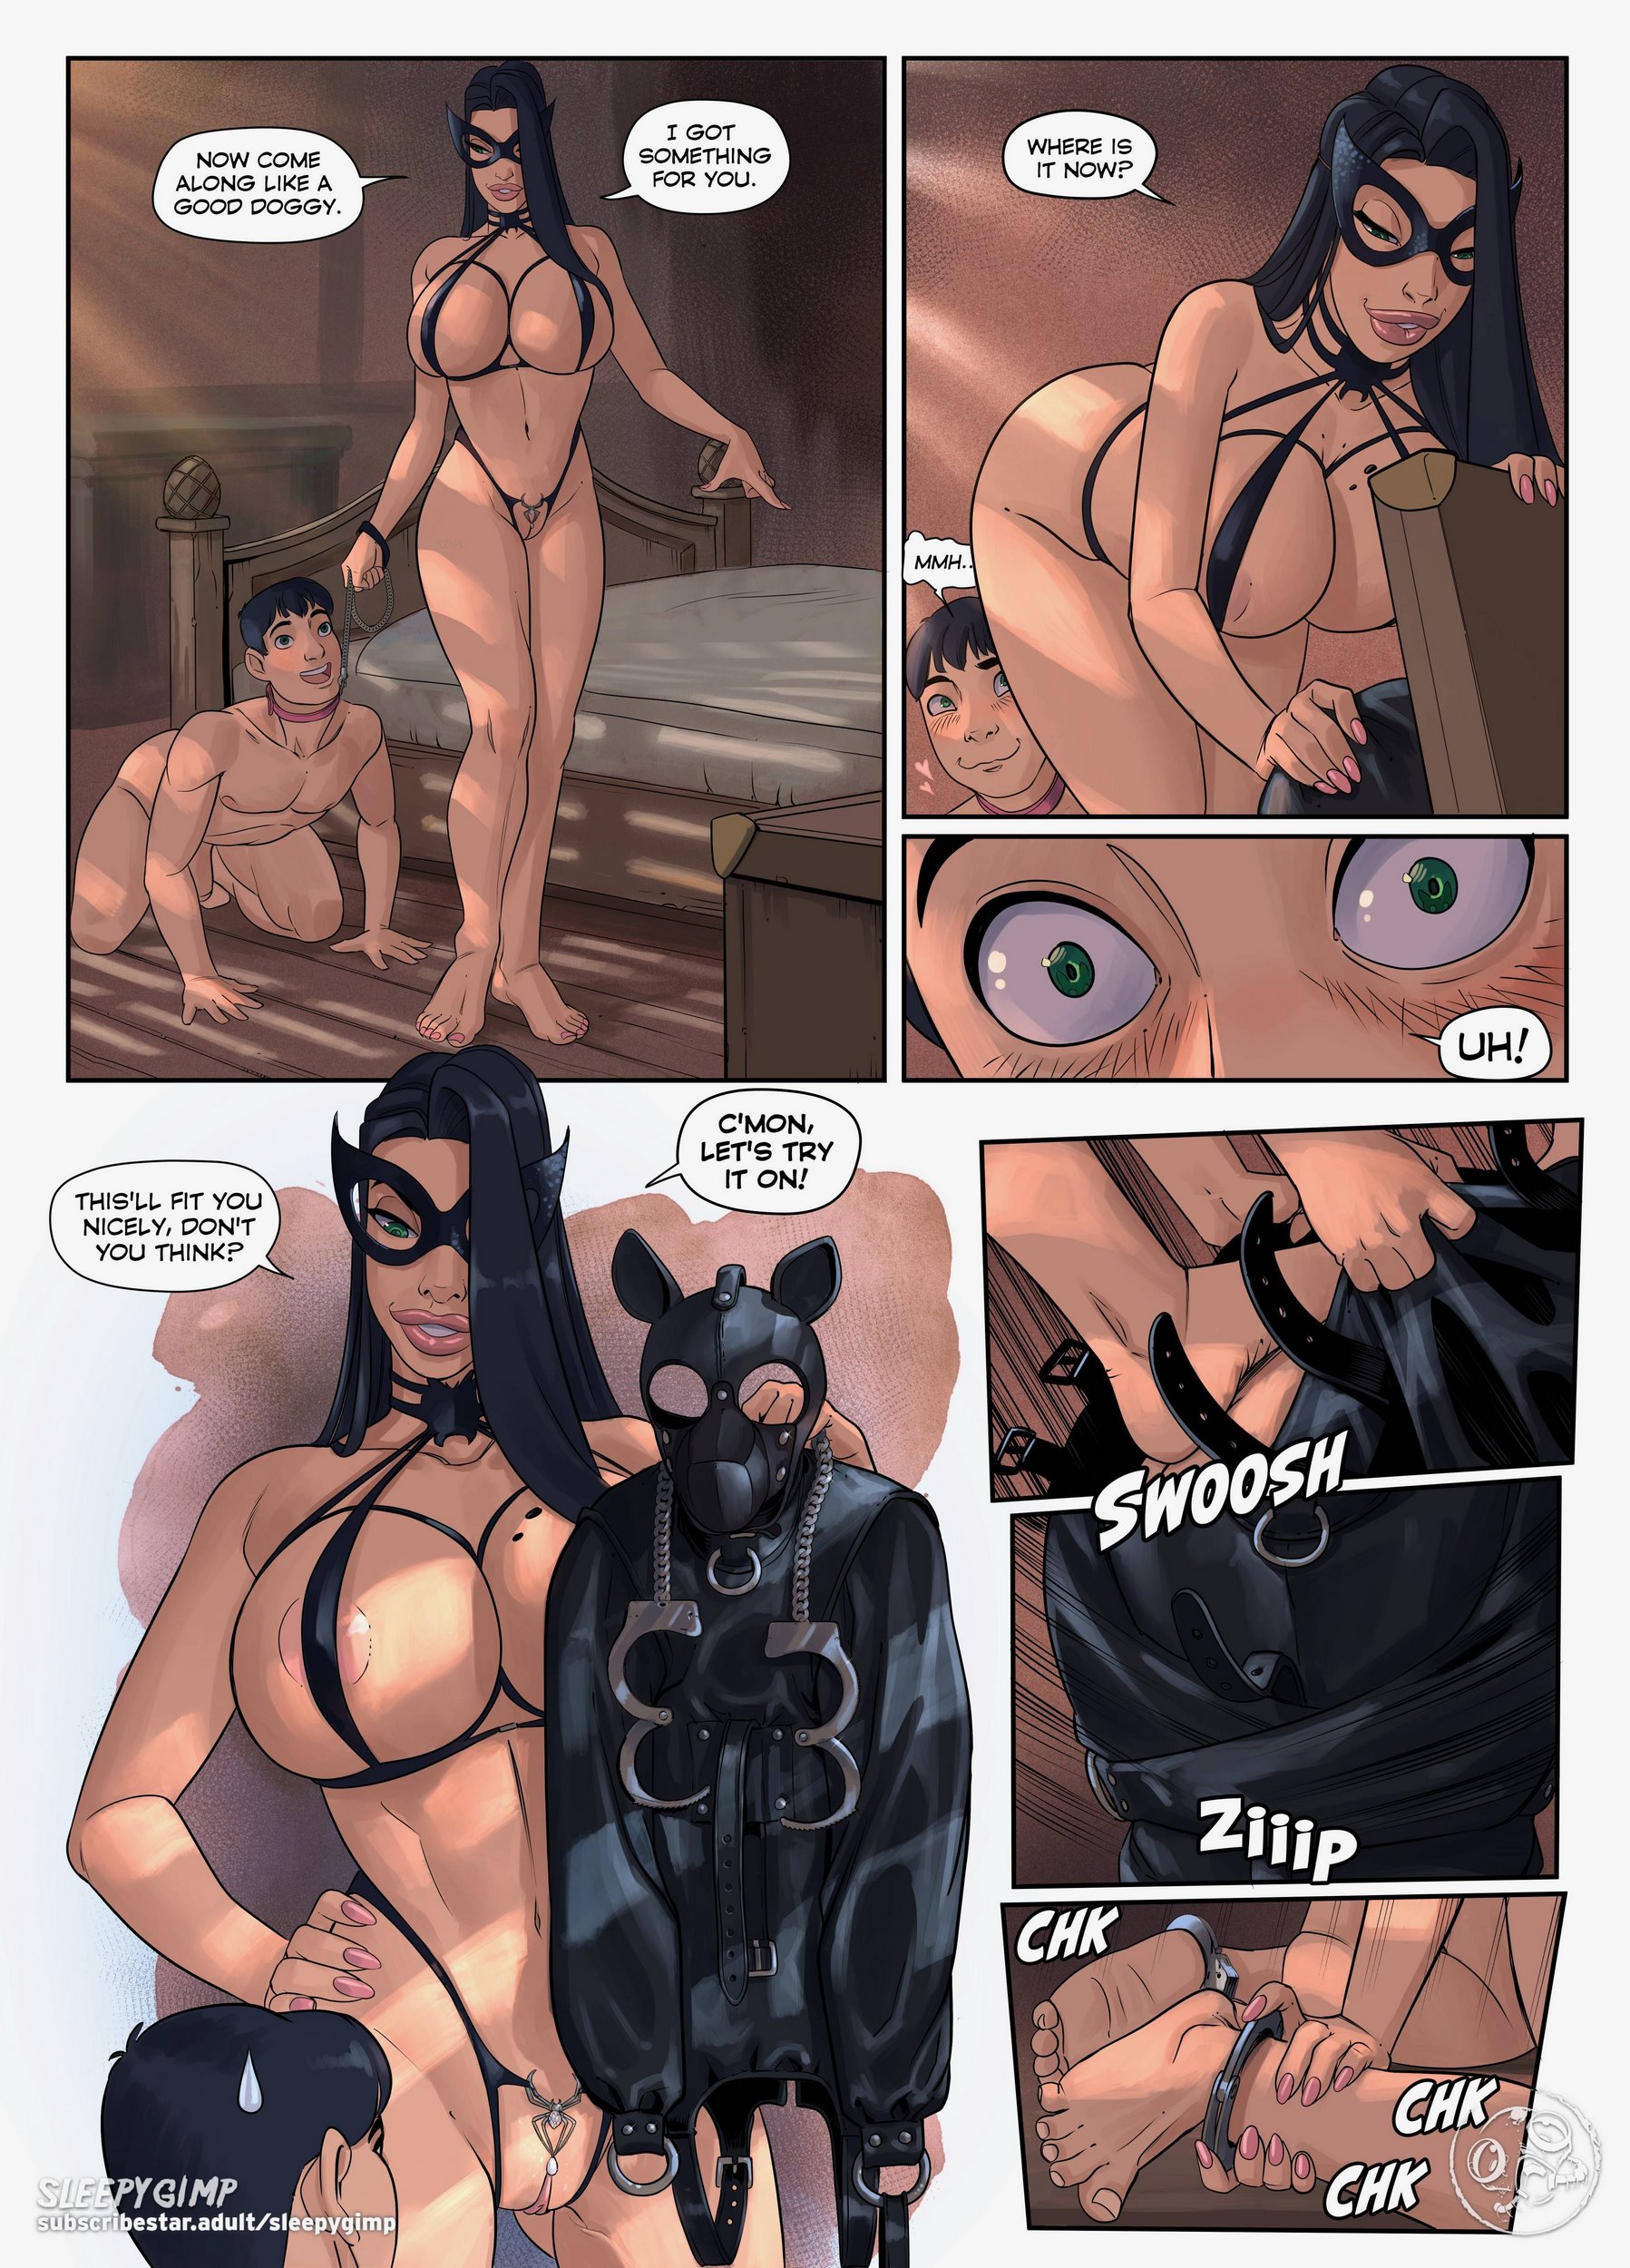 NOW COME
ALONG LIKE A
GOOD DOGGY.
I GOT
SOMETHING
FOR YOU.
WHERE IS
IT NOW?
MMH..
UH!
THIS'LL FIT YOU
NICELY, DON'T
YOU THINK?
C'MON,
LET'S TRY
IT ON!
SWOOSH
Ziiip
CHK
CHK
CHK
SLEEPYGIMP
subscribestar.adult/sleepygimp